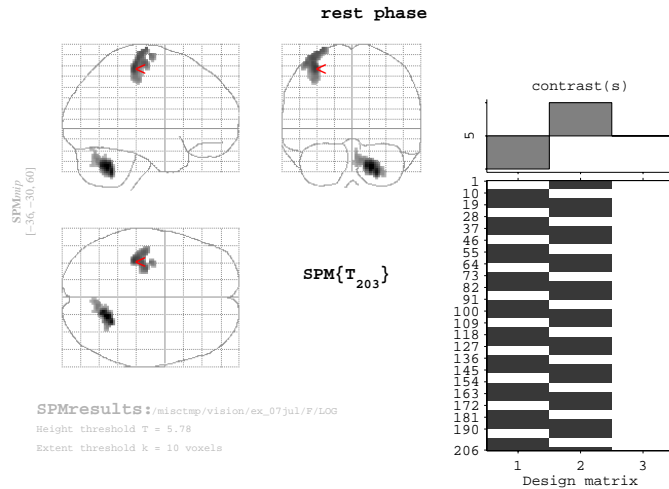 rest phase
contrast(s)
5
SPMmip
[-36, -30, 60]
<
<
<
SPM{T203}
1
10
19
28
37
46
55
64
73
82
91
100
109
118
127
136
145
154
163
172
181
190
206
1 2 3
Design matrix
SPMresults:/misctmp/vision/ex_07jul/F/LOG
Height threshold T = 5.78
Extent threshold k = 10 voxels